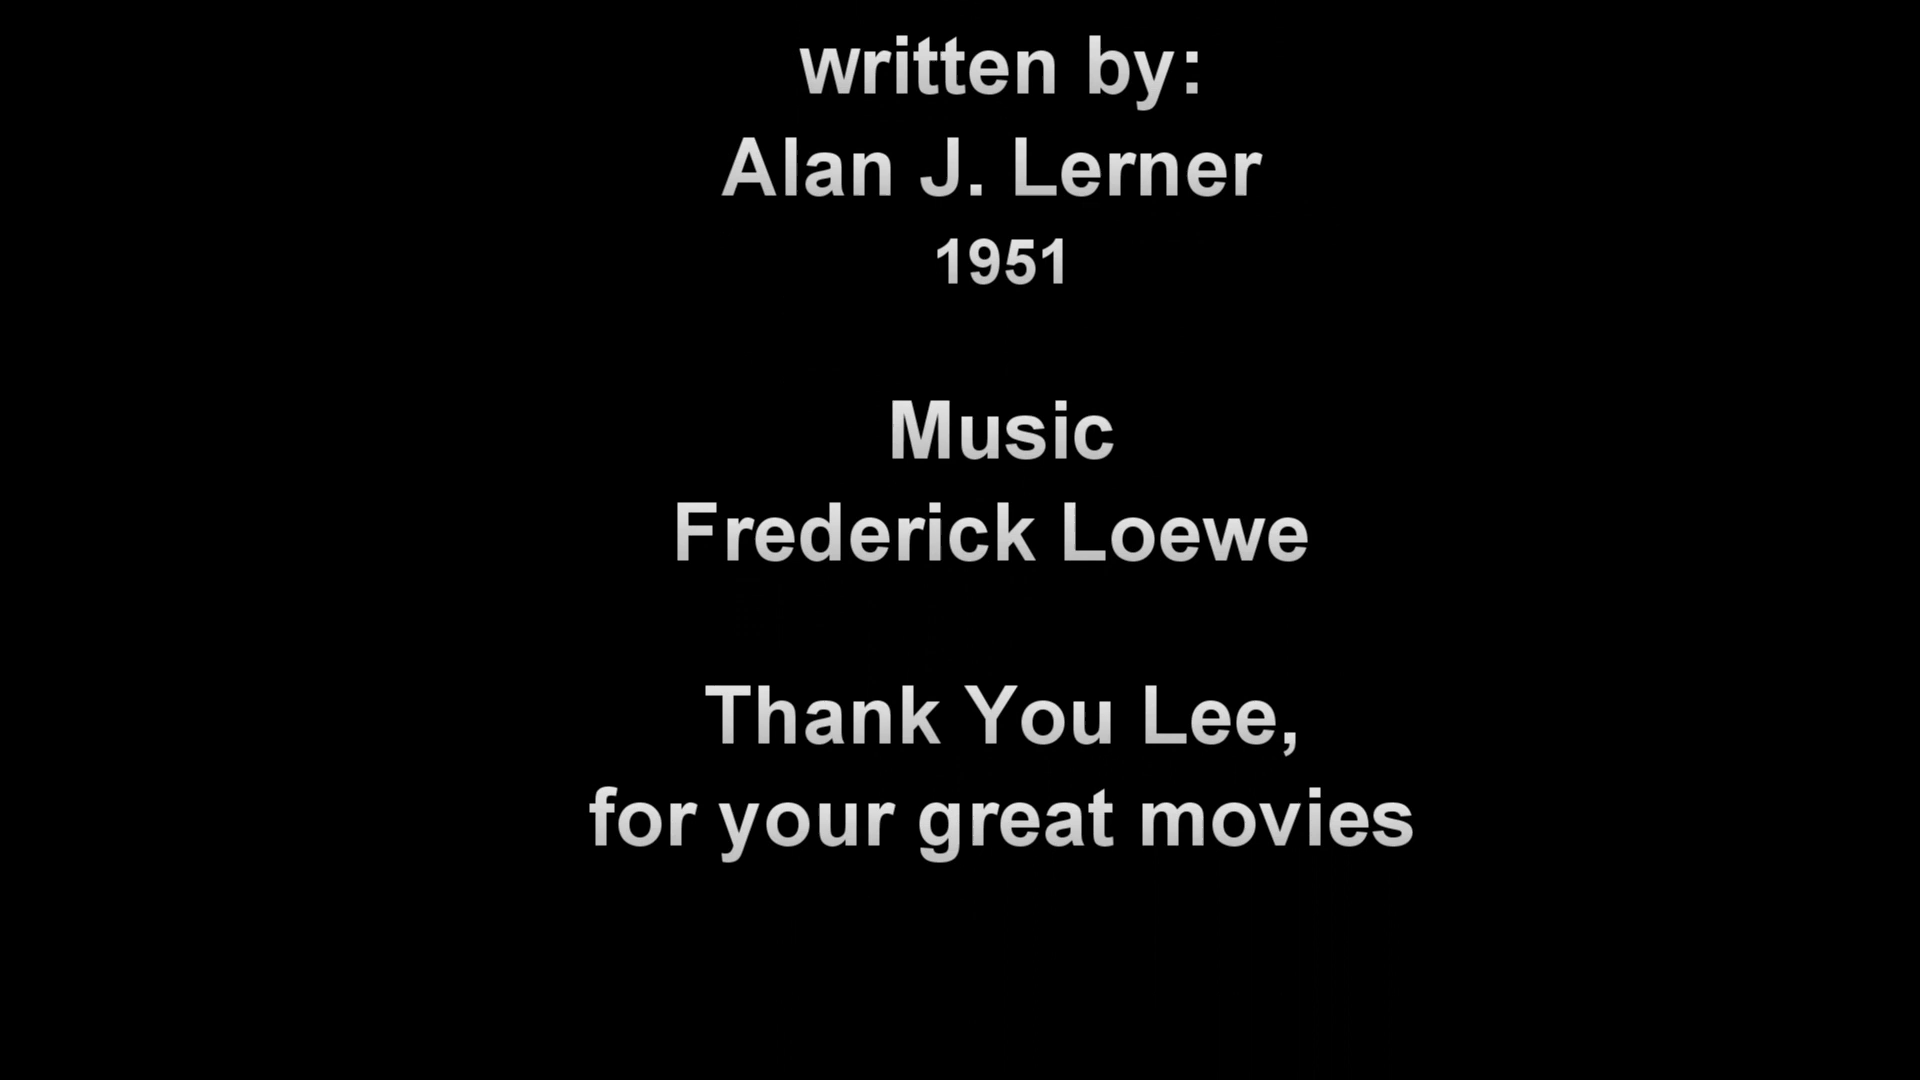 written by:
Alan J. Lerner
1951
Music
Frederick Loewe
Thank You Lee,
for your great movies